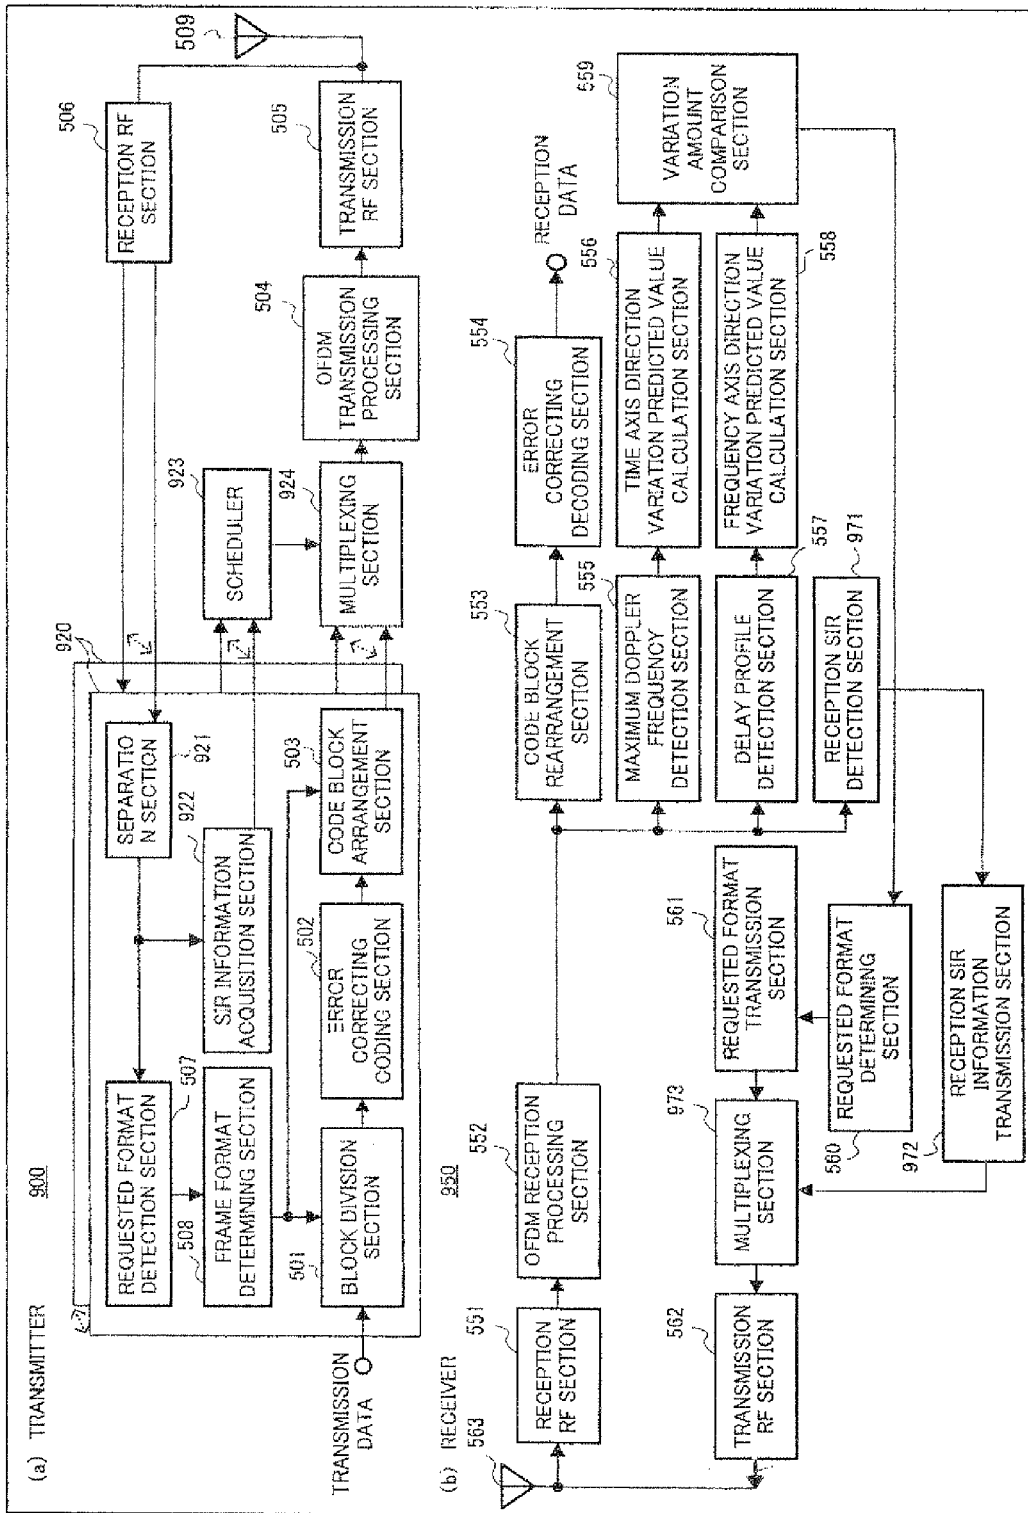 (a) TRANSMITTER
900
509
506
RECEPTION RF
SECTION
505
TRANSMISSION
RF SECTION
504
OFDM
TRANSMISSION
PROCESSING
SECTION
923
SCHEDULER
924
MULTIPLEXING
SECTION
920
921
SEPARATIO
N SECTION
922
SIR INFORMATION
ACQUISITION SECTION
503
CODE BLOCK
ARRANGEMENT
SECTION
502
ERROR
CORRECTING
CODING SECTION
507
REQUESTED FORMAT
DETECTION SECTION
508
FRAME FORMAT
DETERMINING SECTION
501
BLOCK DIVISION
SECTION
TRANSMISSION
DATA
(b) RECEIVER
950
563
551
RECEPTION
RF SECTION
552
OFDM RECEPTION
PROCESSING
SECTION
553
CODE BLOCK
REARRANGEMENT
SECTION
554
ERROR
CORRECTING
DECODING SECTION
RECEPTION
DATA
555
MAXIMUM DOPPLER
FREQUENCY
DETECTION SECTION
556
TIME AXIS DIRECTION
VARIATION PREDICTED VALUE
CALCULATION SECTION
557
DELAY PROFILE
DETECTION SECTION
558
FREQUENCY AXIS DIRECTION
VARIATION PREDICTED VALUE
CALCULATION SECTION
559
VARIATION
AMOUNT
COMPARISON
SECTION
971
RECEPTION SIR
DETECTION SECTION
561
REQUESTED FORMAT
TRANSMISSION
SECTION
560
REQUESTED FORMAT
DETERMINING
SECTION
972
RECEPTION SIR
INFORMATION
TRANSMISSION SECTION
973
MULTIPLEXING
SECTION
562
TRANSMISSION
RF SECTION